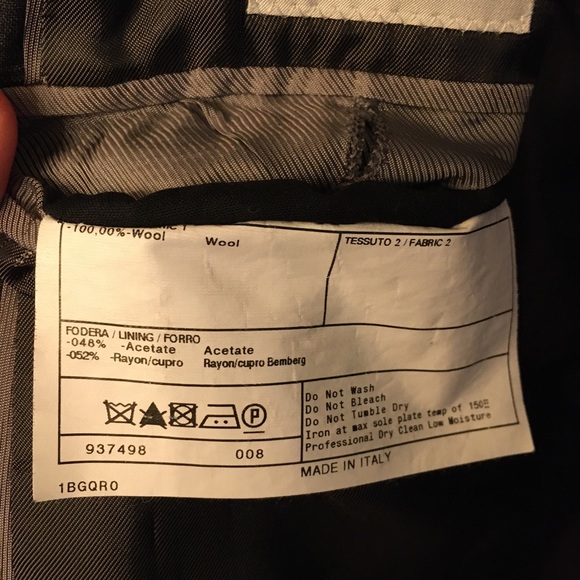 -100,00%-Wool Wool
TESSUTO 2 / FABRIC 2
FODERA / LINING / FORRO
-048% -Acetate Acetate
-052% -Rayon/cupro Rayon/cupro Bemberg
P
Do Not Wash
Do Not Bleach
Do Not Tumble Dry
Iron at max sole plate temp of 150
Professional Dry Clean Low Moisture
937498 008
1BGQR0
MADE IN ITALY